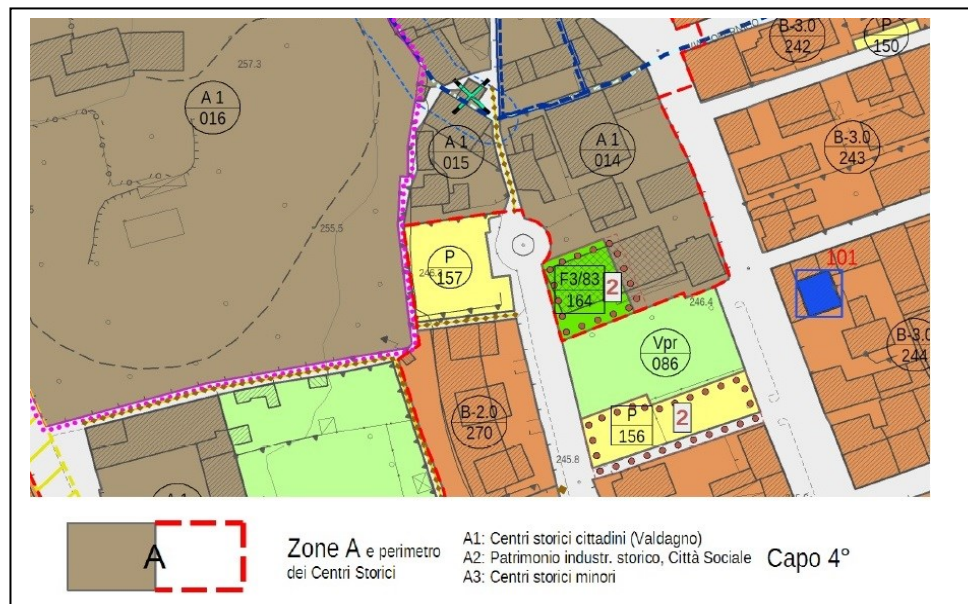 B-3.0
242
P
150
257.3
A 1
016
A 1
015
A 1
014
B-3.0
243
255.5
P
157
F3/83
164
2
101
246.4
Vpr
086
B-3.0
244
B-2.0
270
P
156
2
245.8
A 1
A
Zone A e perimetro
dei Centri Storici
A1: Centri storici cittadini (Valdagno)
A2: Patrimonio industr. storico, Città Sociale
A3: Centri storici minori
Capo 4°